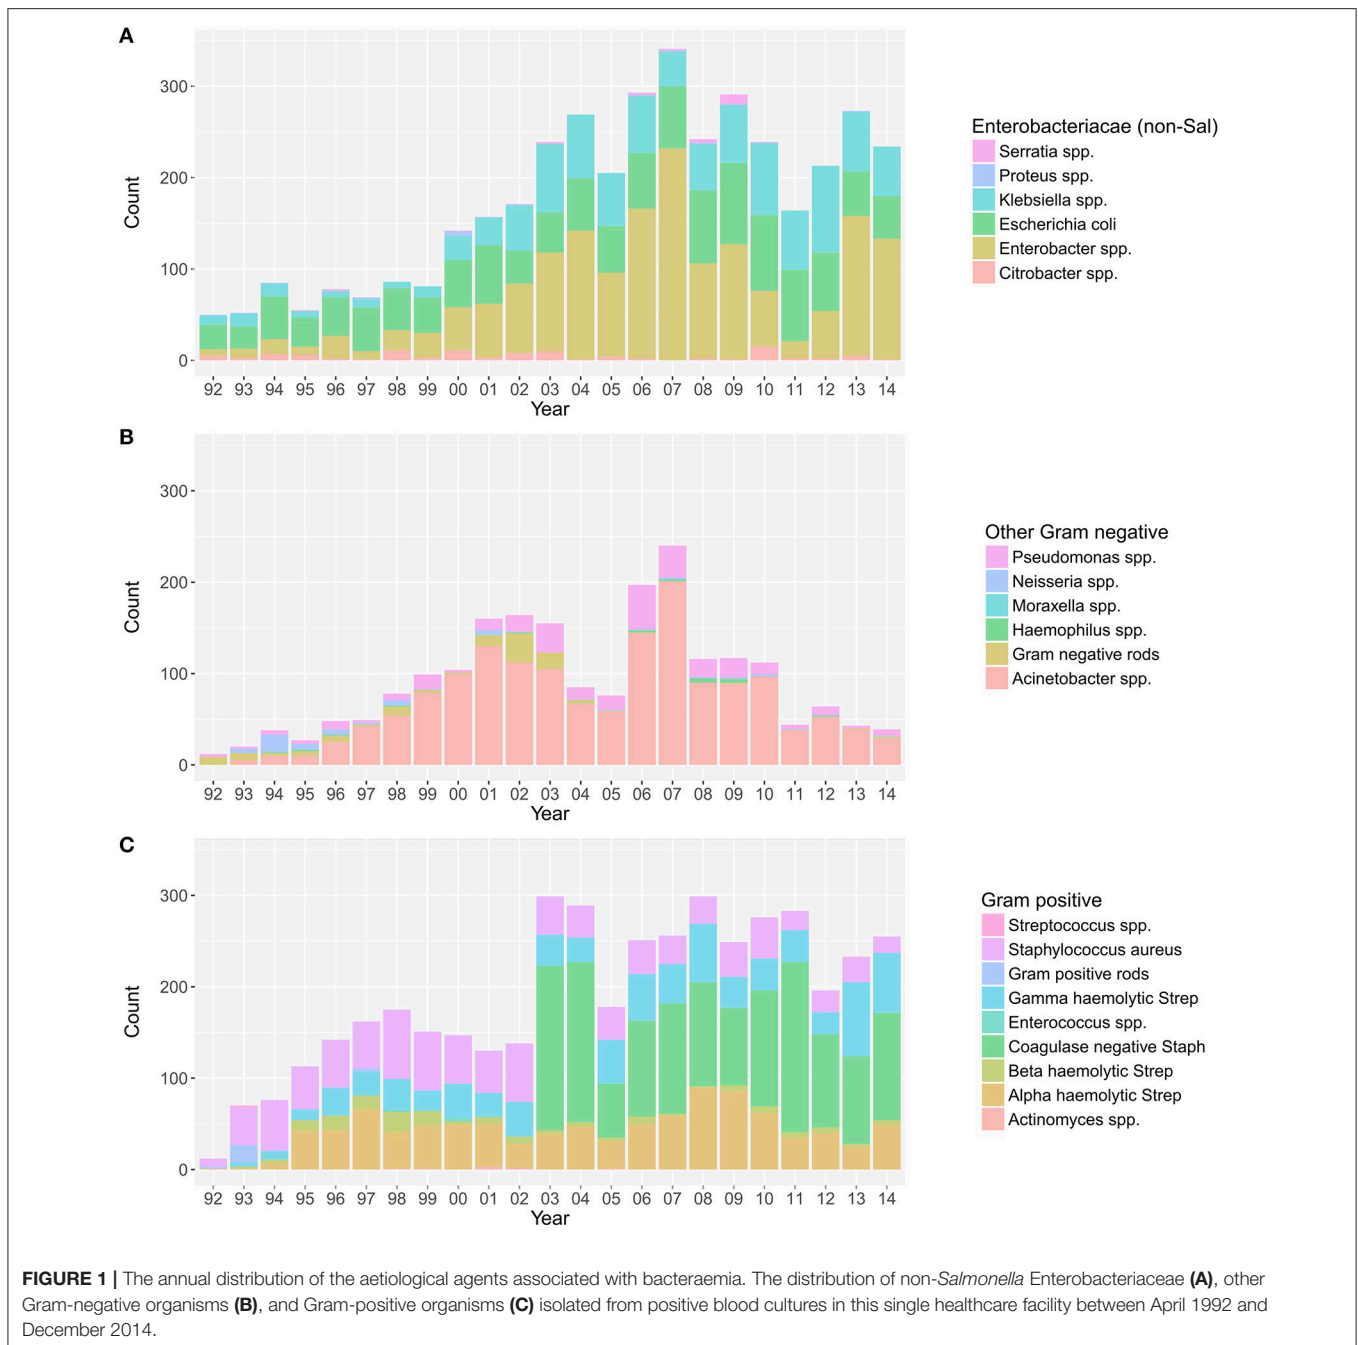 A
300
200
100
0
Count
92 93 94 95 96 97 98 99 00 01 02 03 04 05 06 07 08 09 10 11 12 13 14
Year
Enterobacteriacae (non-Sal)
Serratia spp.
Proteus spp.
Klebsiella spp.
Escherichia coli
Enterobacter spp.
Citrobacter spp.
B
300
200
100
0
Count
92 93 94 95 96 97 98 99 00 01 02 03 04 05 06 07 08 09 10 11 12 13 14
Year
Other Gram negative
Pseudomonas spp.
Neisseria spp.
Moraxella spp.
Haemophilus spp.
Gram negative rods
Acinetobacter spp.
C
300
200
100
0
Count
92 93 94 95 96 97 98 99 00 01 02 03 04 05 06 07 08 09 10 11 12 13 14
Year
Gram positive
Streptococcus spp.
Staphylococcus aureus
Gram positive rods
Gamma haemolytic Strep
Enterococcus spp.
Coagulase negative Staph
Beta haemolytic Strep
Alpha haemolytic Strep
Actinomyces spp.
FIGURE 1 | The annual distribution of the aetiological agents associated with bacteraemia. The distribution of non-Salmonella Enterobacteriaceae (A), other
Gram-negative organisms (B), and Gram-positive organisms (C) isolated from positive blood cultures in this single healthcare facility between April 1992 and
December 2014.